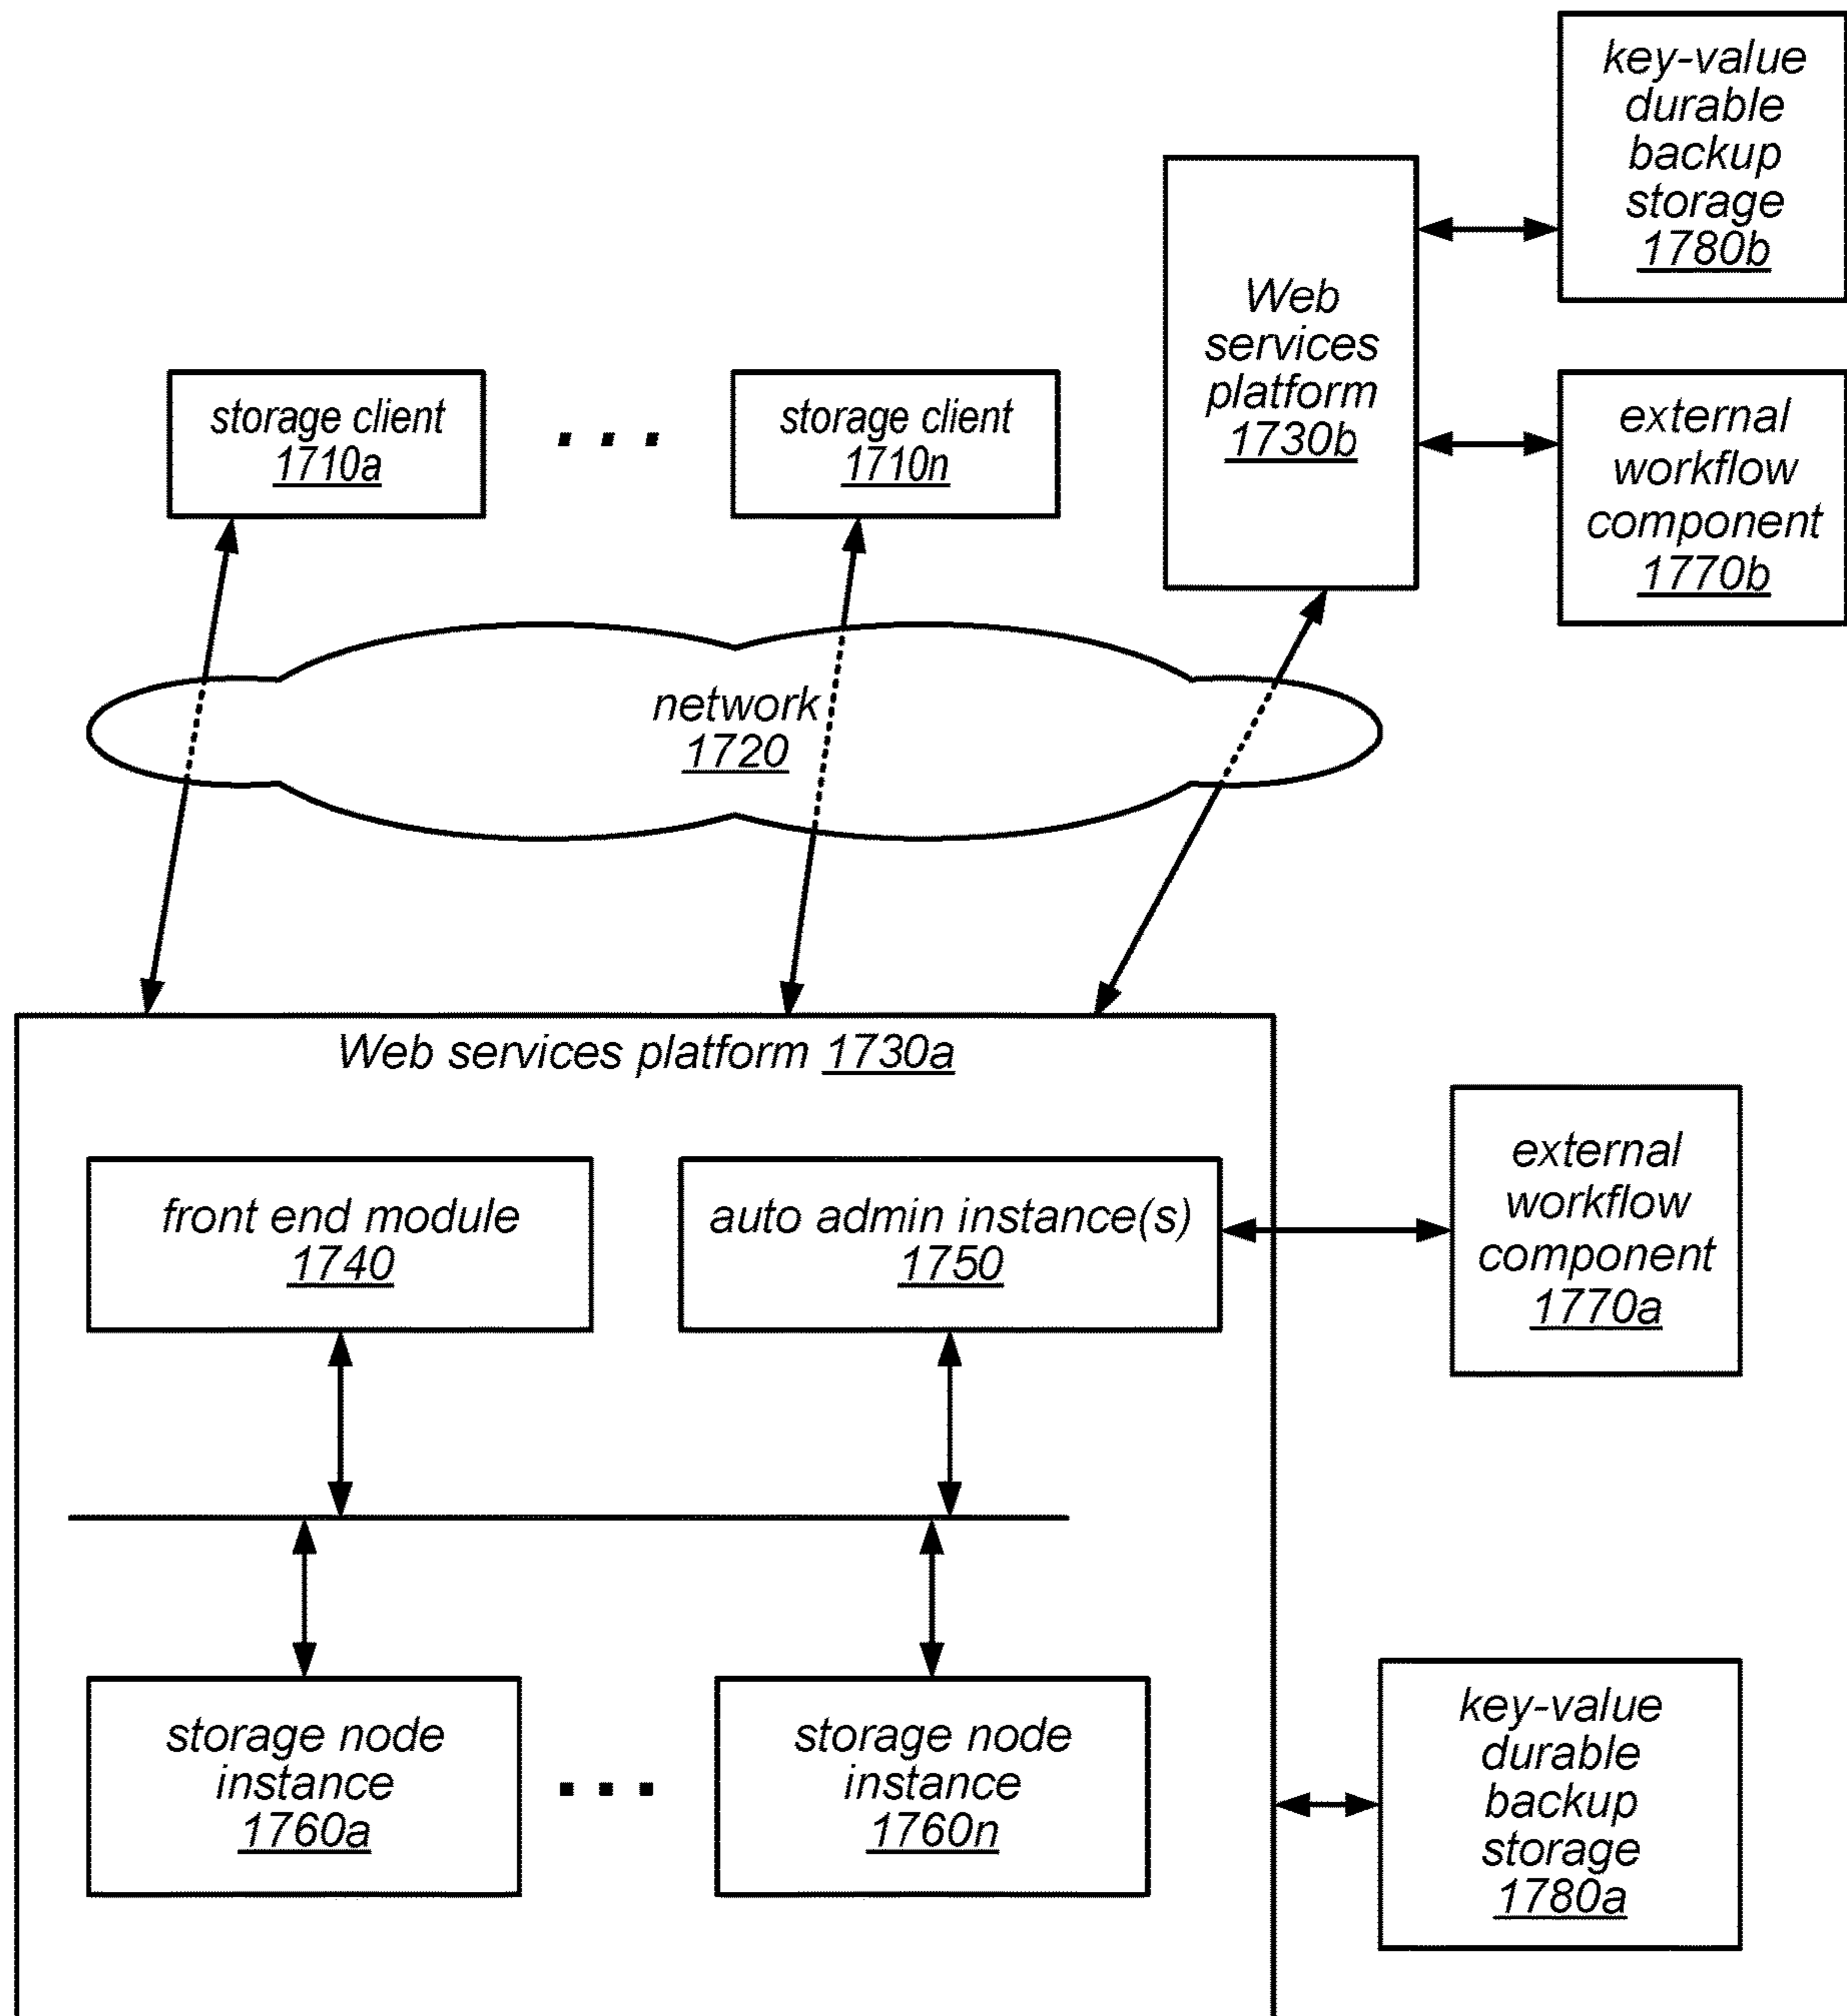 key-value
durable
backup
storage
1780b
Web
services
platform
1730b
external
workflow
component
1770b
storage client
1710a
. . .
storage client
1710n
network
1720
Web services platform 1730a
front end module
1740
auto admin instance(s)
1750
external
workflow
component
1770a
storage node
instance
1760a
. . .
storage node
instance
1760n
key-value
durable
backup
storage
1780a